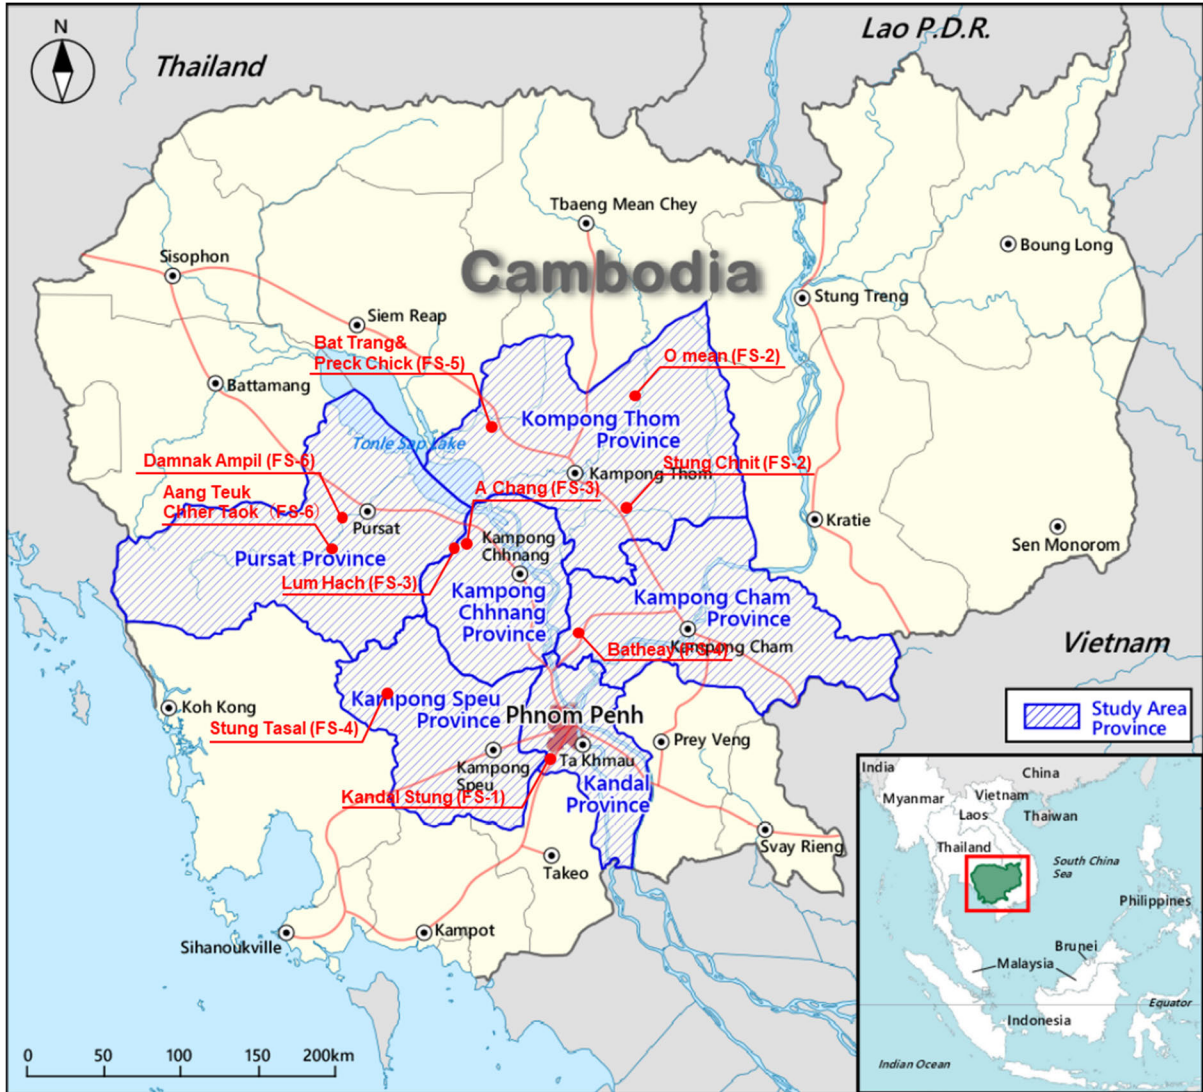 N
Thailand
Lao P.D.R.
Tbaeng Mean Chey
Boung Long
Sisophon
Cambodia
Stung Treng
Siem Reap
Bat Trang&
Preck Chick (FS-5)
O mean (FS-2)
Battamang
Kompong Thom
Province
Tonle Sap Lake
Damnak Ampil (FS-6)
Kampong Thom
Stung Chnit (FS-2)
Aang Teuk
Chher Taok (FS-6)
A Chang (FS-3)
Pursat
Kratie
Sen Monorom
Pursat Province
Kampong
Chhnang
Lum Hach (FS-3)
Kampong
Chhnang
Province
Kampong Cham
Province
Batheay (FS-4)
Kampong Cham
Vietnam
Koh Kong
Kampong Speu
Province
Phnom Penh
Stung Tasal (FS-4)
Prey Veng
Study Area
Province
Ta Khmau
Kampong
Speu
Kandal
Province
Kandal Stung (FS-1)
Svay Rieng
Takeo
Sihanoukville
Kampot
India
China
Myanmar
Vietnam
Laos
Taiwan
Thailand
South China
Sea
Philippines
Brunei
Malaysia
Equator
Indonesia
Indian Ocean
0 50 100 150 200km